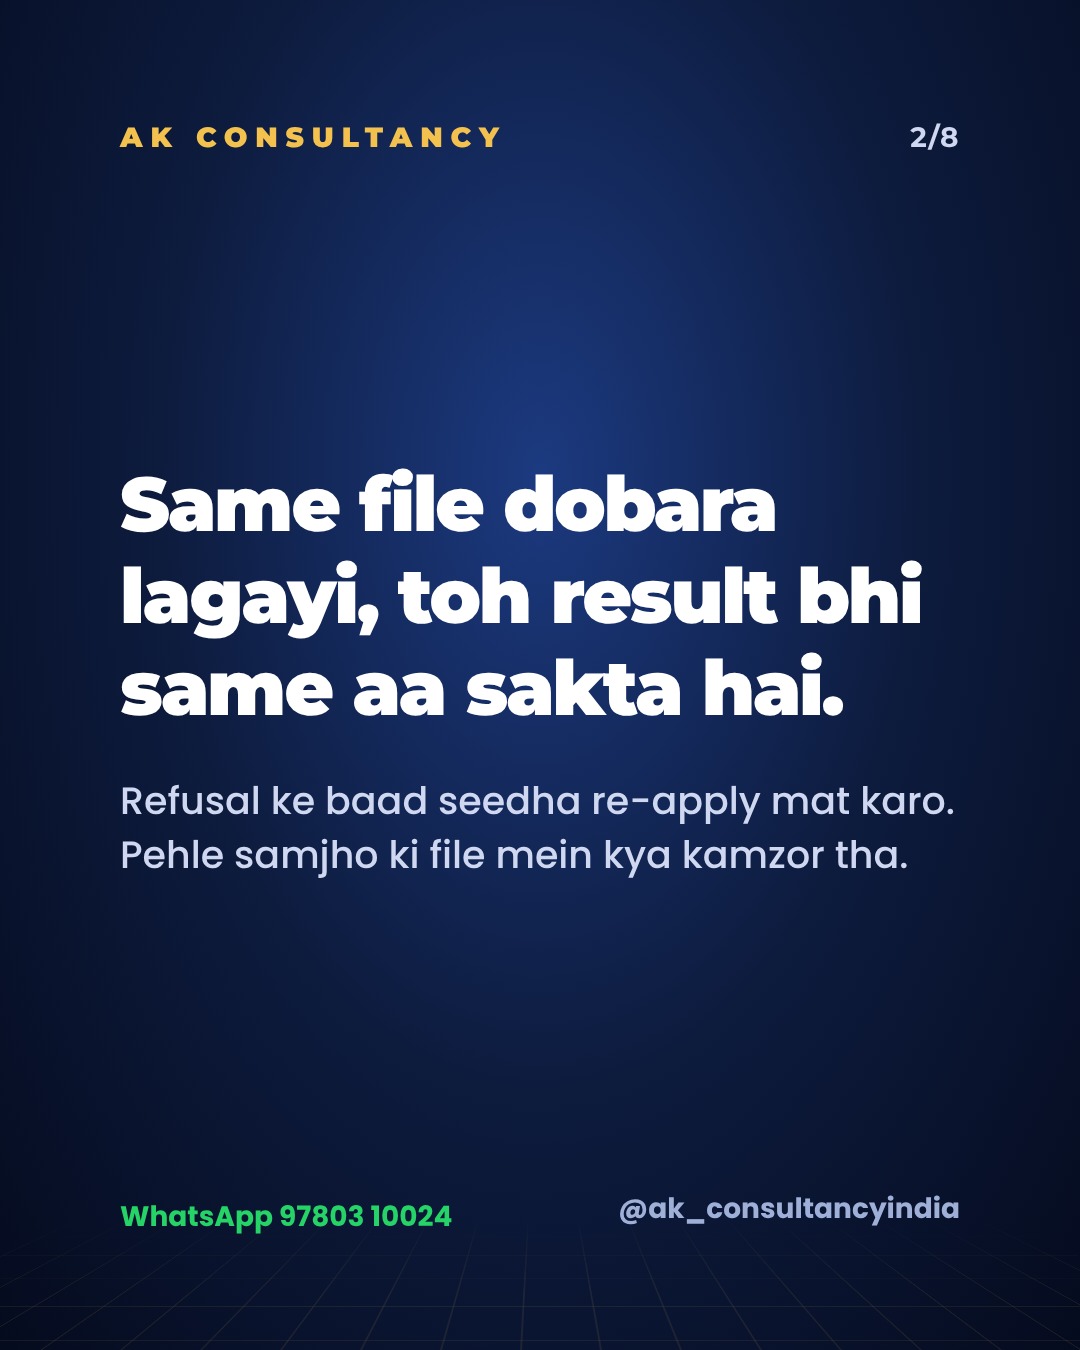 AK CONSULTANCY
2/8
Same file dobara
lagayi, toh result bhi
same aa sakta hai.
Refusal ke baad seedha re-apply mat karo.
Pehle samjho ki file mein kya kamzor tha.
WhatsApp 97803 10024
@ak_consultancyindia